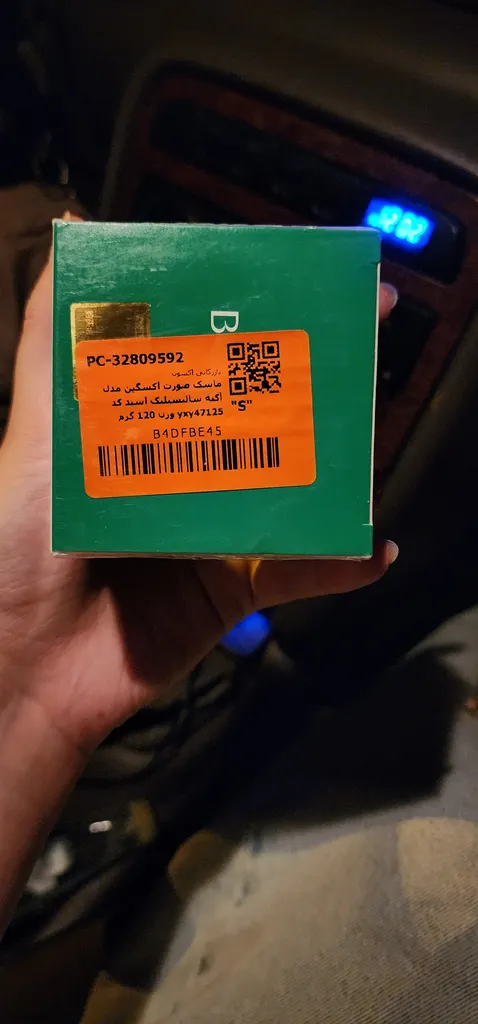 B
PC-32809592
بازرگانی اکسون
ماسک صورت اکسگین مدل
آکنه سالیسیلیک اسید کد
yxy47125 وزن 120 گرم
"S"
B4DFBE45